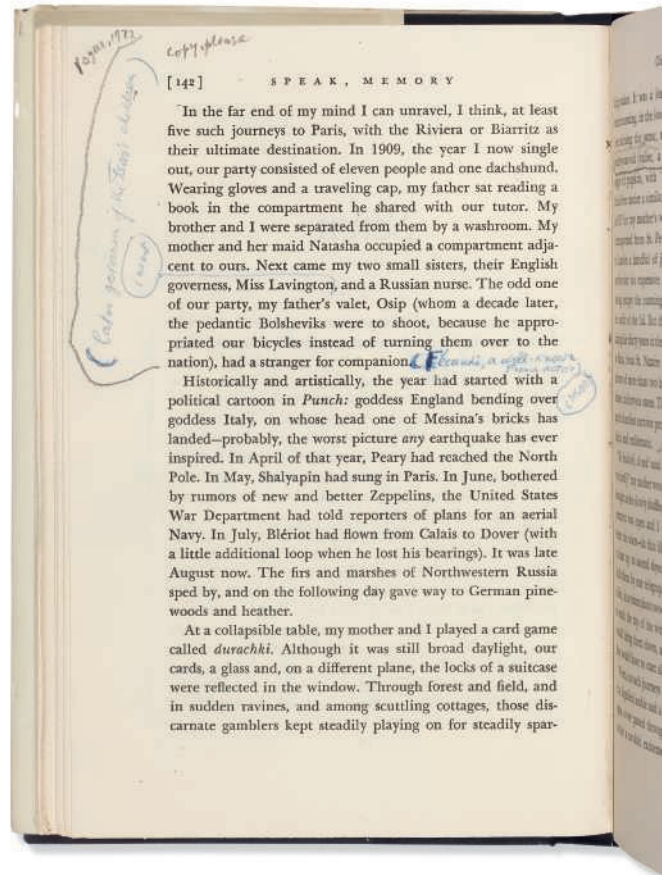 copy please
[142] SPEAK, MEMORY
In the far end of my mind I can unravel, I think, at least
five such journeys to Paris, with the Riviera or Biarritz as
their ultimate destination. In 1909, the year I now single
out, our party consisted of eleven people and one dachshund.
Wearing gloves and a traveling cap, my father sat reading a
book in the compartment he shared with our tutor. My
brother and I were separated from them by a washroom. My
mother and her maid Natasha occupied a compartment adja-
cent to ours. Next came my two small sisters, their English
governess, Miss Lavington, and a Russian nurse. The odd one
of our party, my father's valet, Osip (whom a decade later,
the pedantic Bolsheviks were to shoot, because he appro-
priated our bicycles instead of turning them over to the
nation), had a stranger for companion.
Historically and artistically, the year had started with a
political cartoon in Punch: goddess England bending over
goddess Italy, on whose head one of Messina's bricks has
landed—probably, the worst picture any earthquake has ever
inspired. In April of that year, Peary had reached the North
Pole. In May, Shalyapin had sung in Paris. In June, bothered
by rumors of new and better Zeppelins, the United States
War Department had told reporters of plans for an aerial
Navy. In July, Blériot had flown from Calais to Dover (with
a little additional loop when he lost his bearings). It was late
August now. The firs and marshes of Northwestern Russia
sped by, and on the following day gave way to German pine-
woods and heather.
At a collapsible table, my mother and I played a card game
called durachki. Although it was still broad daylight, our
cards, a glass and, on a different plane, the locks of a suitcase
were reflected in the window. Through forest and field, and
in sudden ravines, and among scuttling cottages, those dis-
carnate gamblers kept steadily playing on for steadily spar-